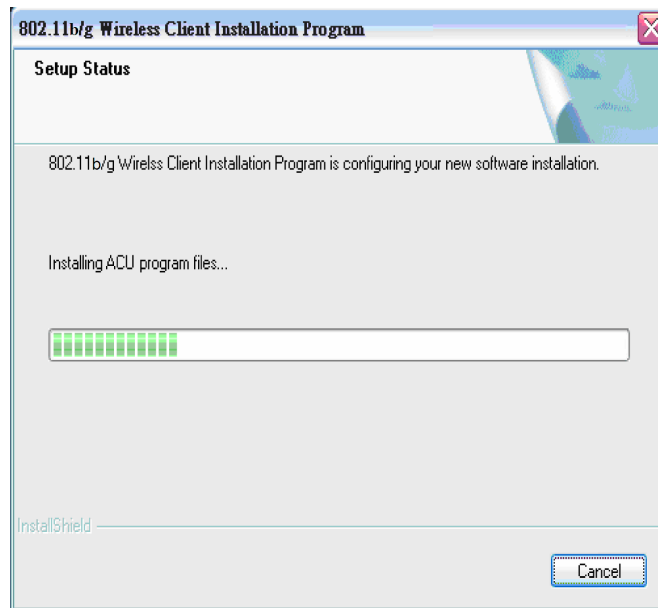 802.11b/g Wireless Client Installation Program
Setup Status
802.11b/g Wirelss Client Installation Program is configuring your new software installation.
Installing ACU program files...
InstallShield
Cancel